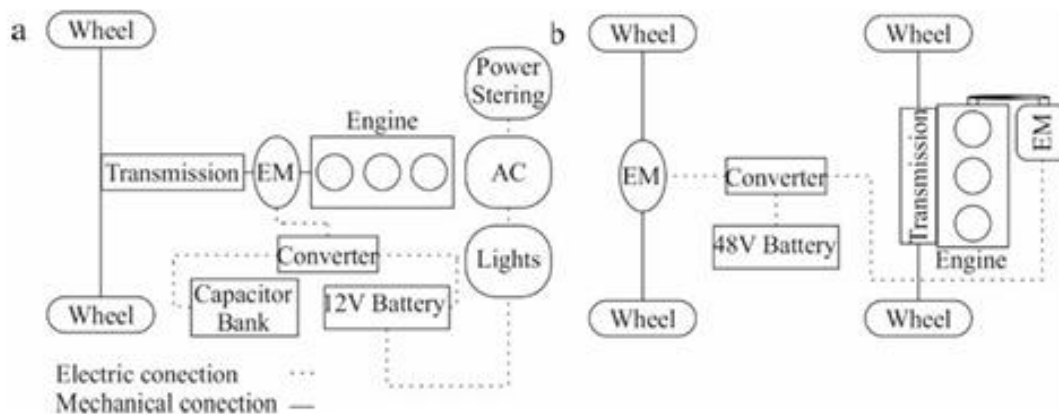 a
Wheel
Power
Stering
Engine
Transmission
EM
AC
Converter
Lights
Capacitor
Bank
12V Battery
Wheel
Electric conection
Mechanical conection
b
Wheel
Wheel
EM
Converter
Transmission
EM
48V Battery
Engine
Wheel
Wheel